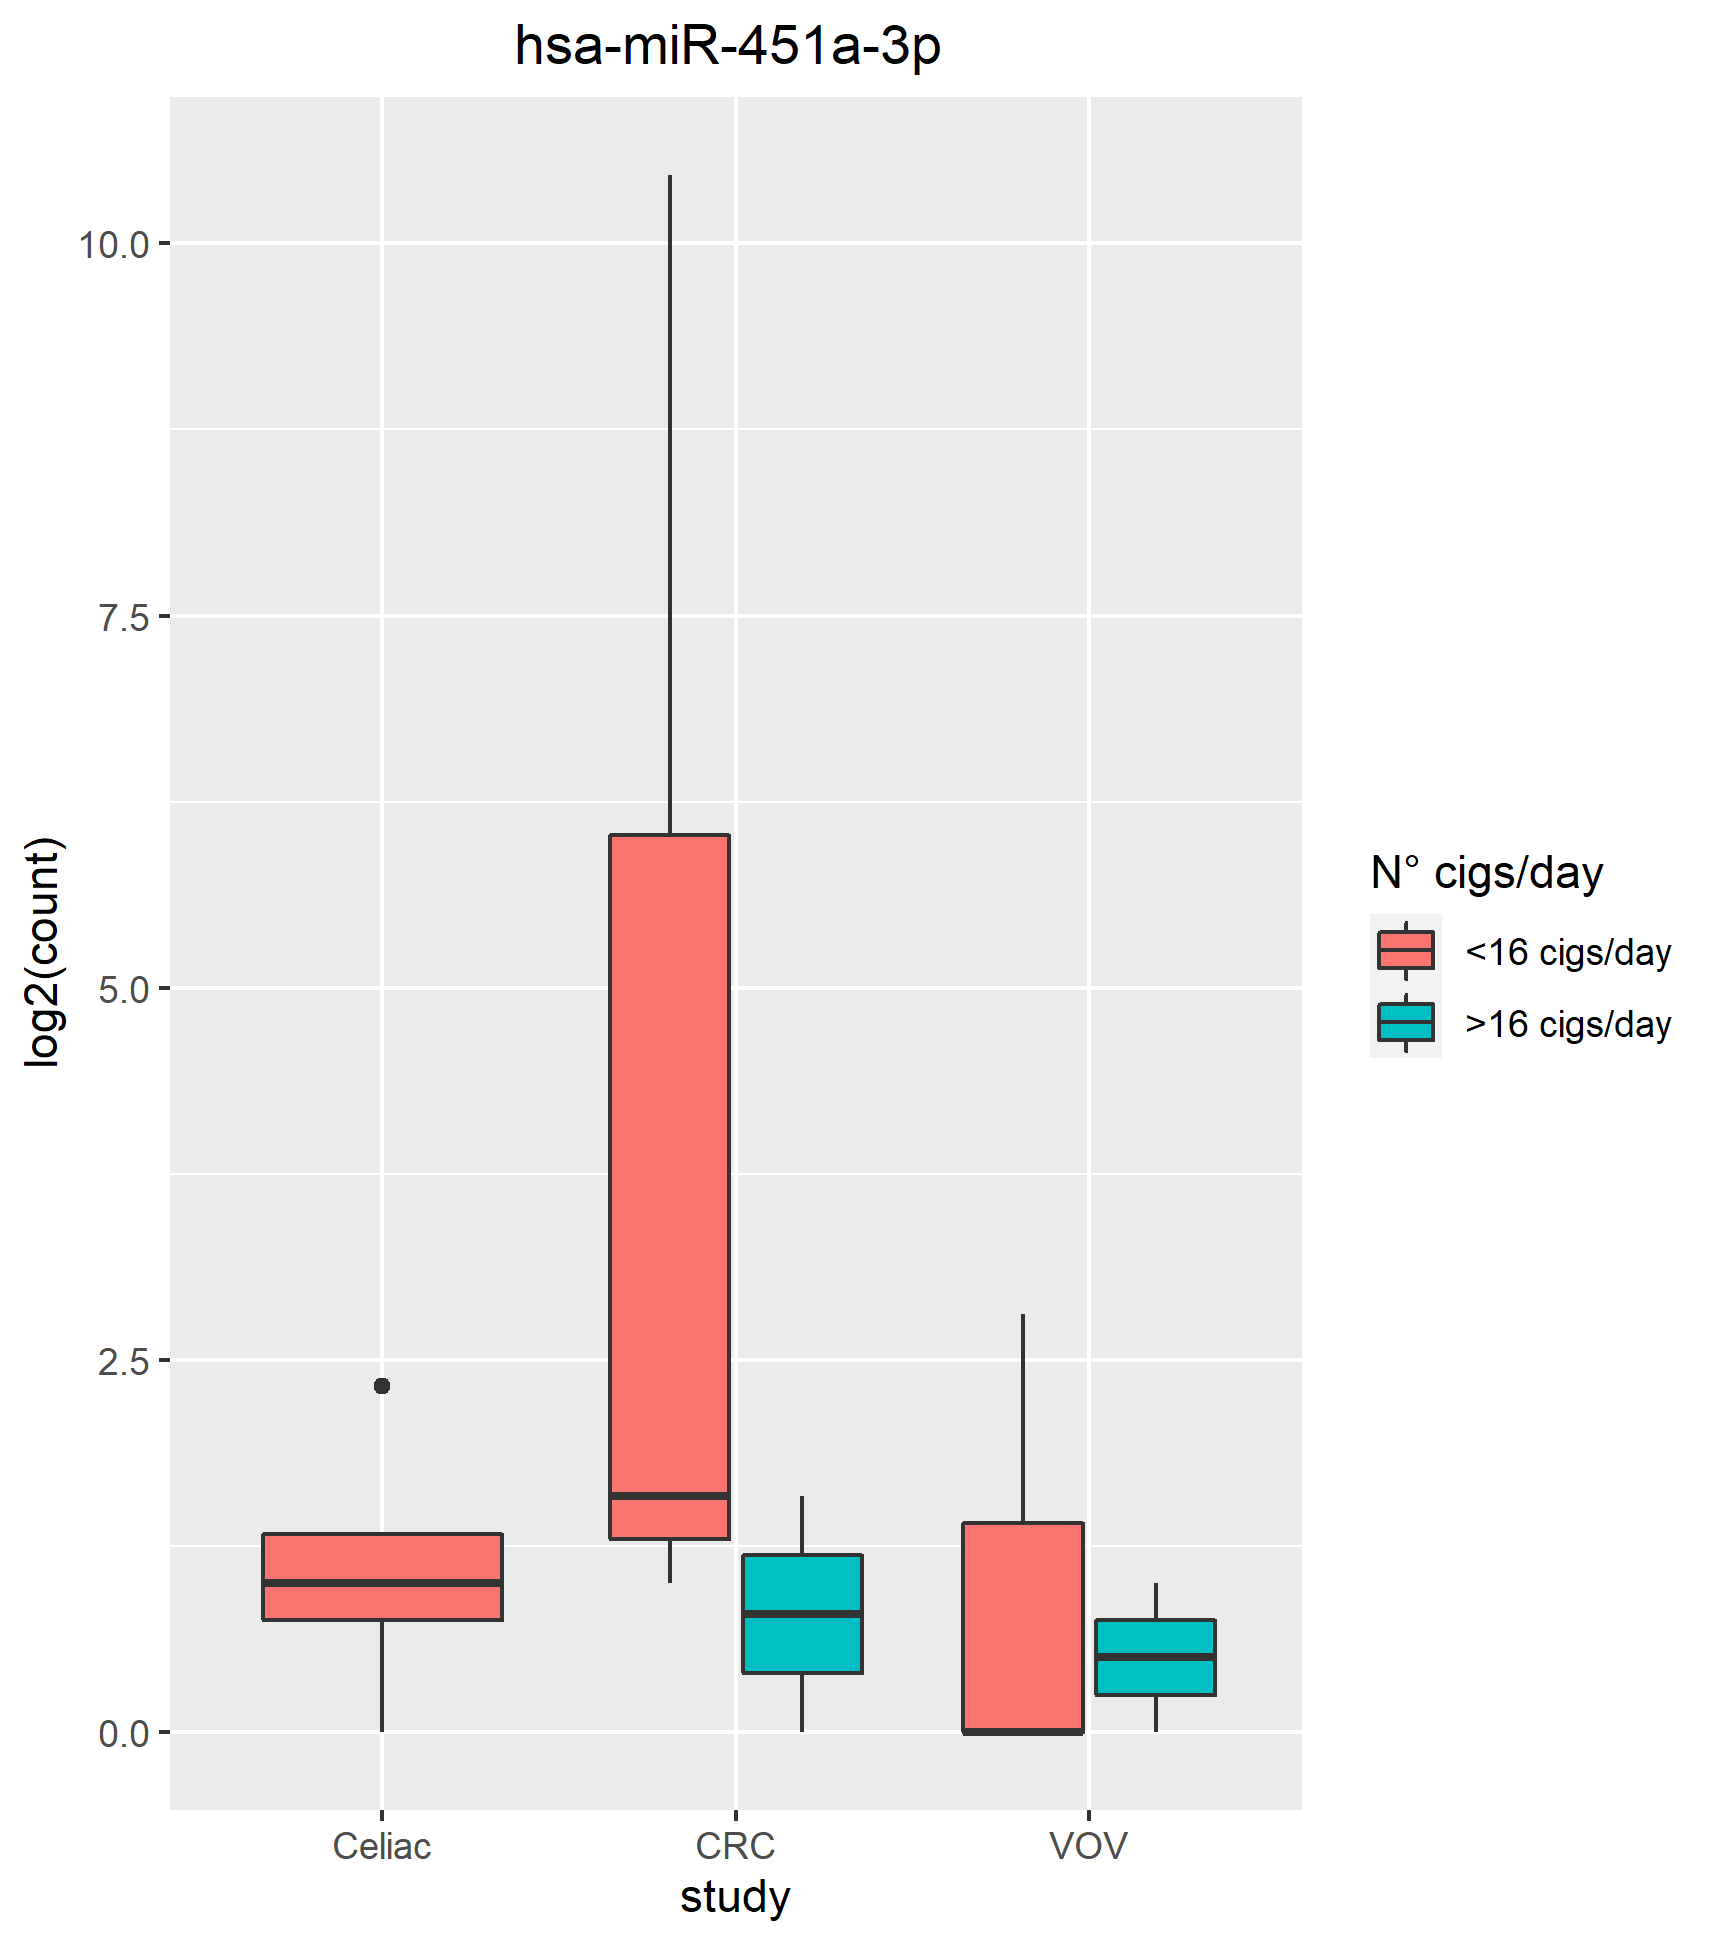 hsa-miR-451a-3p
log2(count)
10.0
7.5
5.0
2.5
0.0
Celiac CRC VOV
study
N° cigs/day
<16 cigs/day
>16 cigs/day